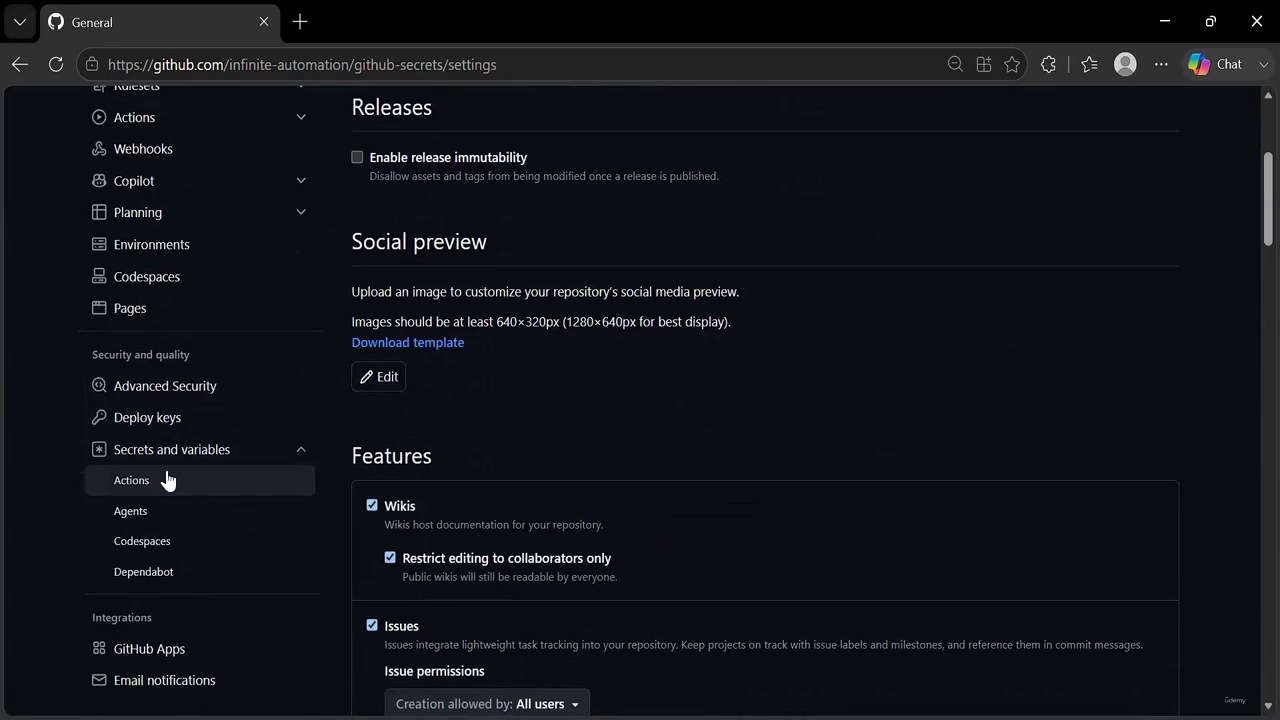 General
https://github.com/infinite-automation/github-secrets/settings
Chat
Rulesets
Actions
Webhooks
Copilot
Planning
Environments
Codespaces
Pages
Security and quality
Advanced Security
Deploy keys
Secrets and variables
Actions
Agents
Codespaces
Dependabot
Integrations
GitHub Apps
Email notifications
Releases
Enable release immutability
Disallow assets and tags from being modified once a release is published.
Social preview
Upload an image to customize your repository's social media preview.
Images should be at least 640×320px (1280×640px for best display).
Download template
Edit
Features
Wikis
Wikis host documentation for your repository.
Restrict editing to collaborators only
Public wikis will still be readable by everyone.
Issues
Issues integrate lightweight task tracking into your repository. Keep projects on track with issue labels and milestones, and reference them in commit messages.
Issue permissions
Creation allowed by: All users
ûdemy